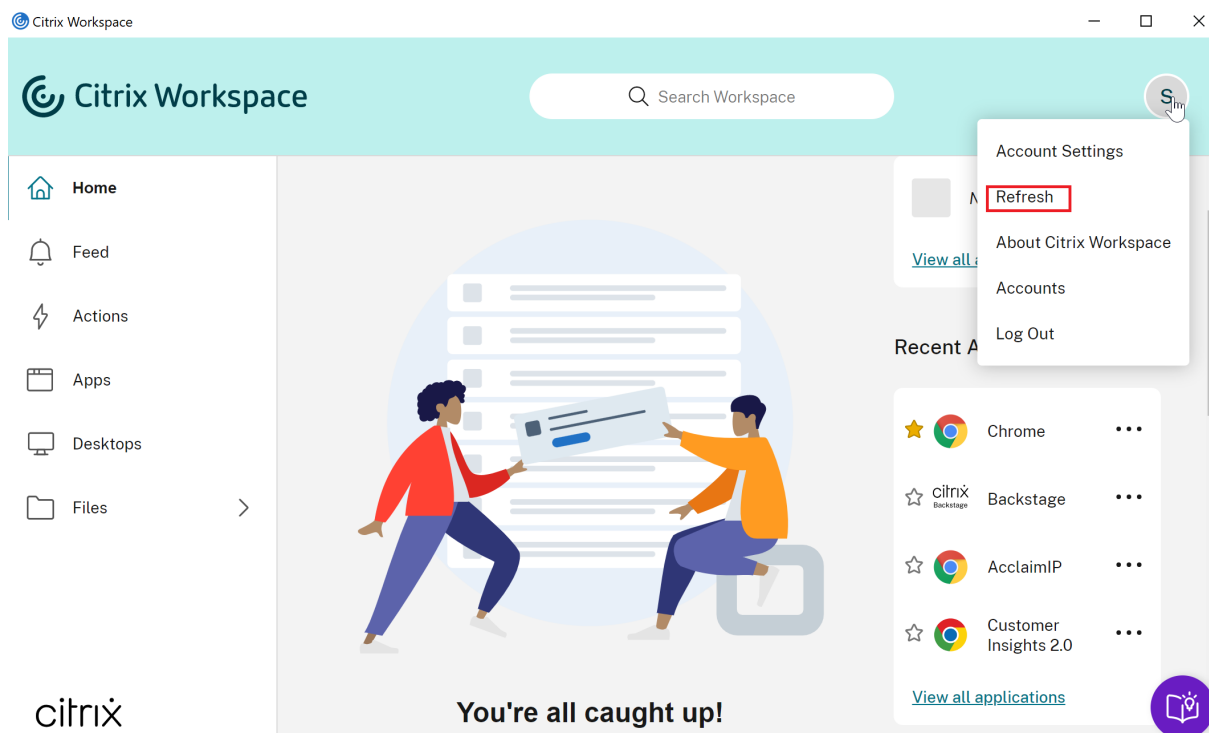 Citrix Workspace
Citrix Workspace
Search Workspace
S
Account Settings
Refresh
About Citrix Workspace
Accounts
Log Out
Home
Feed
Actions
Apps
Desktops
Files
citrix
You're all caught up!
View all
Recent A
Chrome
citrix
Backstage
Backstage
AcclaimIP
Customer
Insights 2.0
View all applications